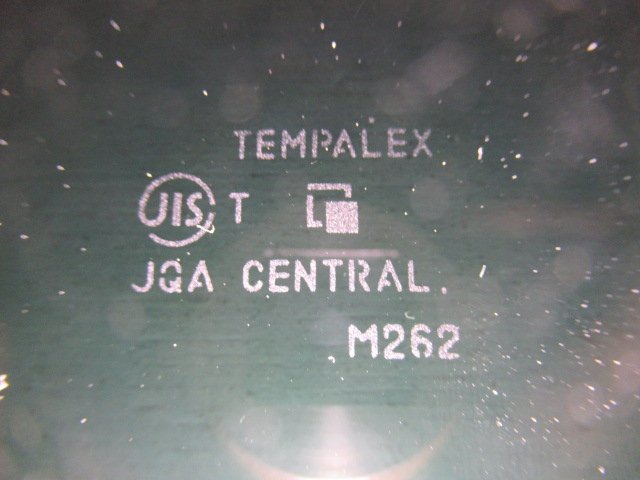 TEMPALEX
JIS T
JQA CENTRAL.
M262